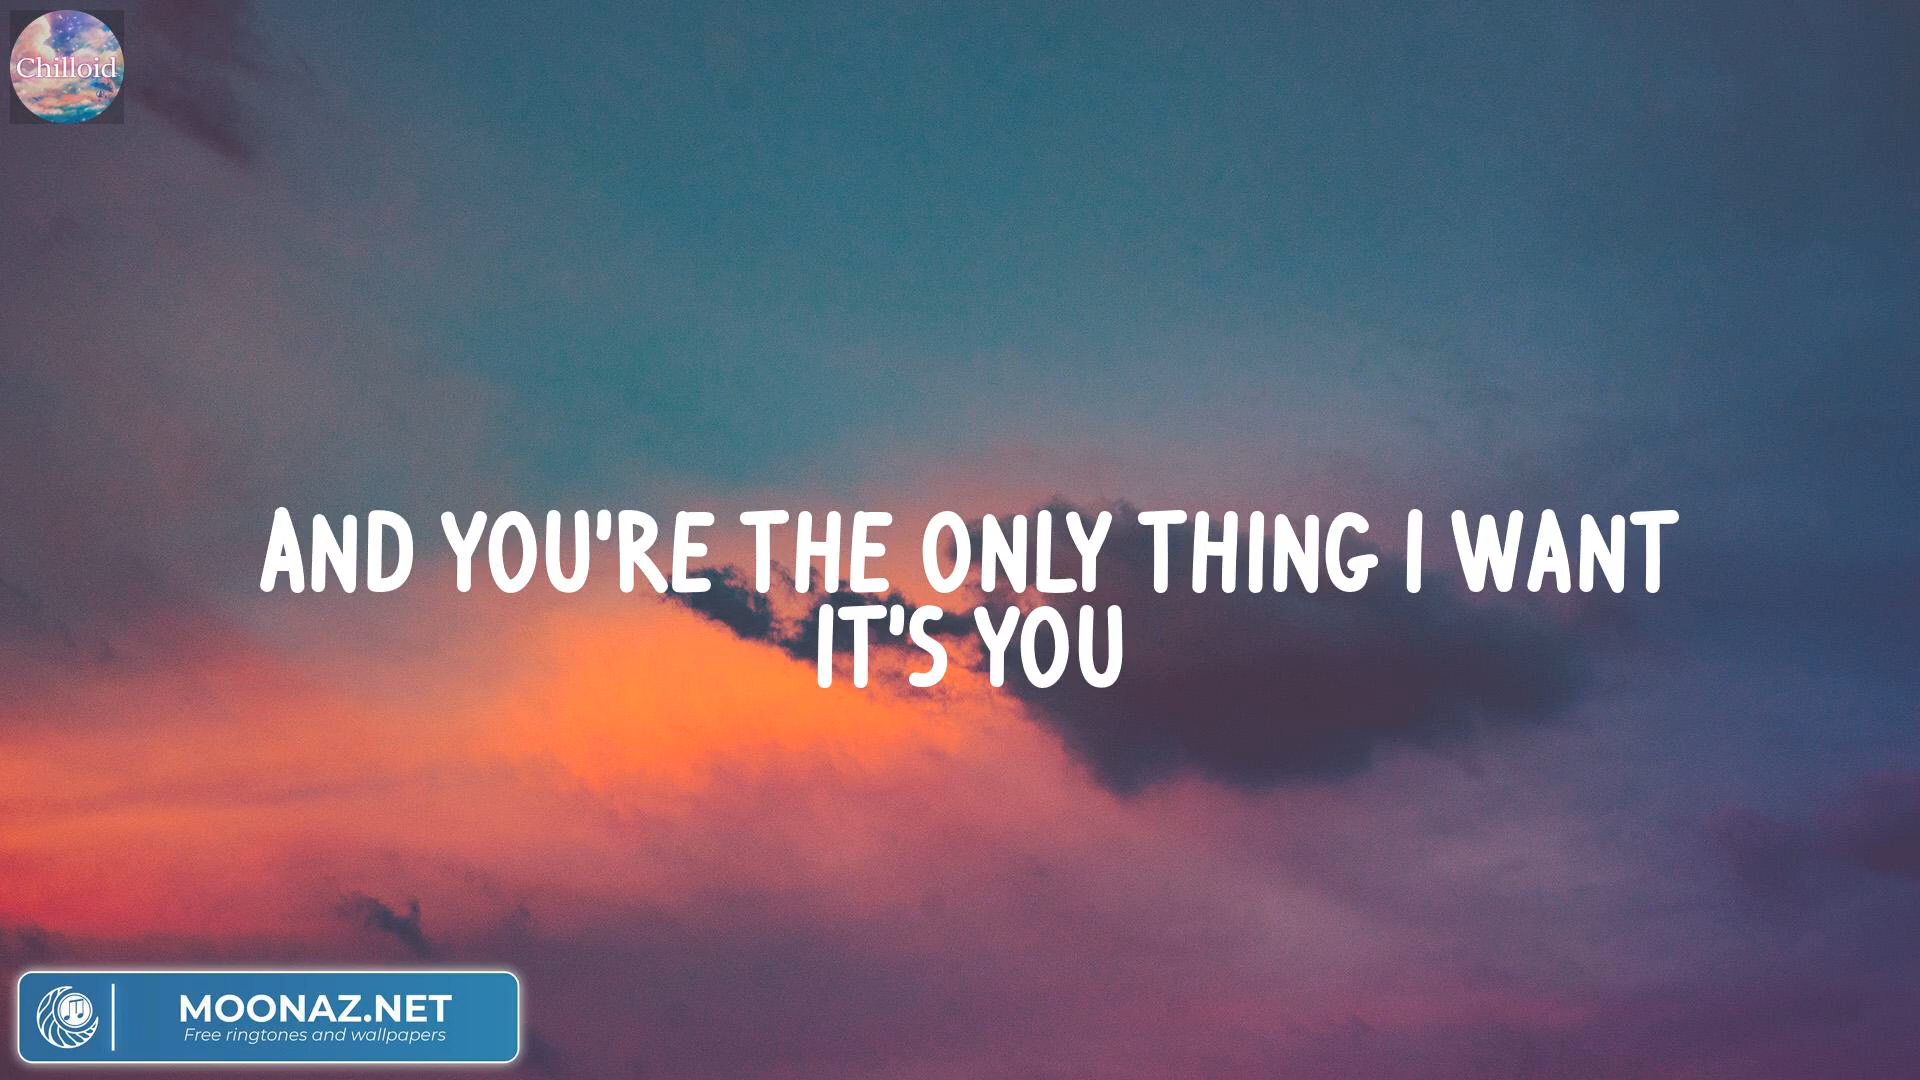 Chilloid
AND YOU'RE THE ONLY THING I WANT
IT'S YOU
MOONAZ.NET
Free ringtones and wallpapers